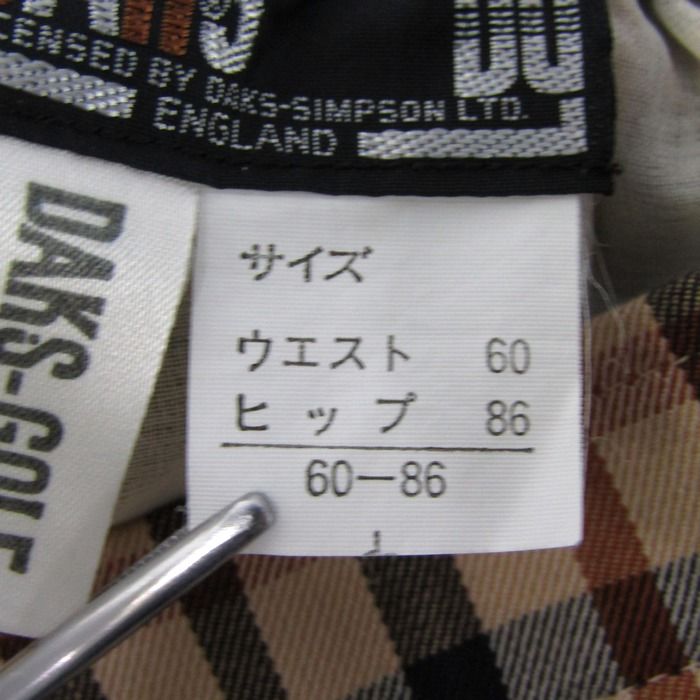 LICENSED BY DAKS-SIMPSON LTD.
ENGLAND
DAKS-GOLF
サイズ
ウエスト 60
ヒップ 86
60-86